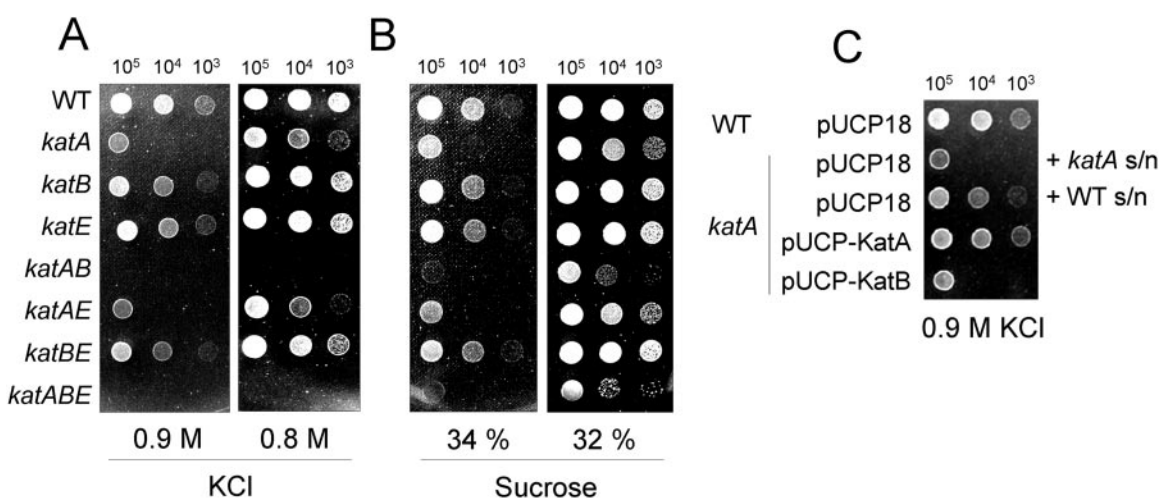 A
B
C
10⁵ 10⁴ 10³ 10⁵ 10⁴ 10³
10⁵ 10⁴ 10³ 10⁵ 10⁴ 10³
10⁵ 10⁴ 10³
WT
katA
katB
katE
katAB
katAE
katBE
katABE
0.9 M 0.8 M
KCl
34 % 32 %
Sucrose
WT pUCP18
katA
pUCP18 + katA s/n
pUCP18 + WT s/n
pUCP-KatA
pUCP-KatB
0.9 M KCl